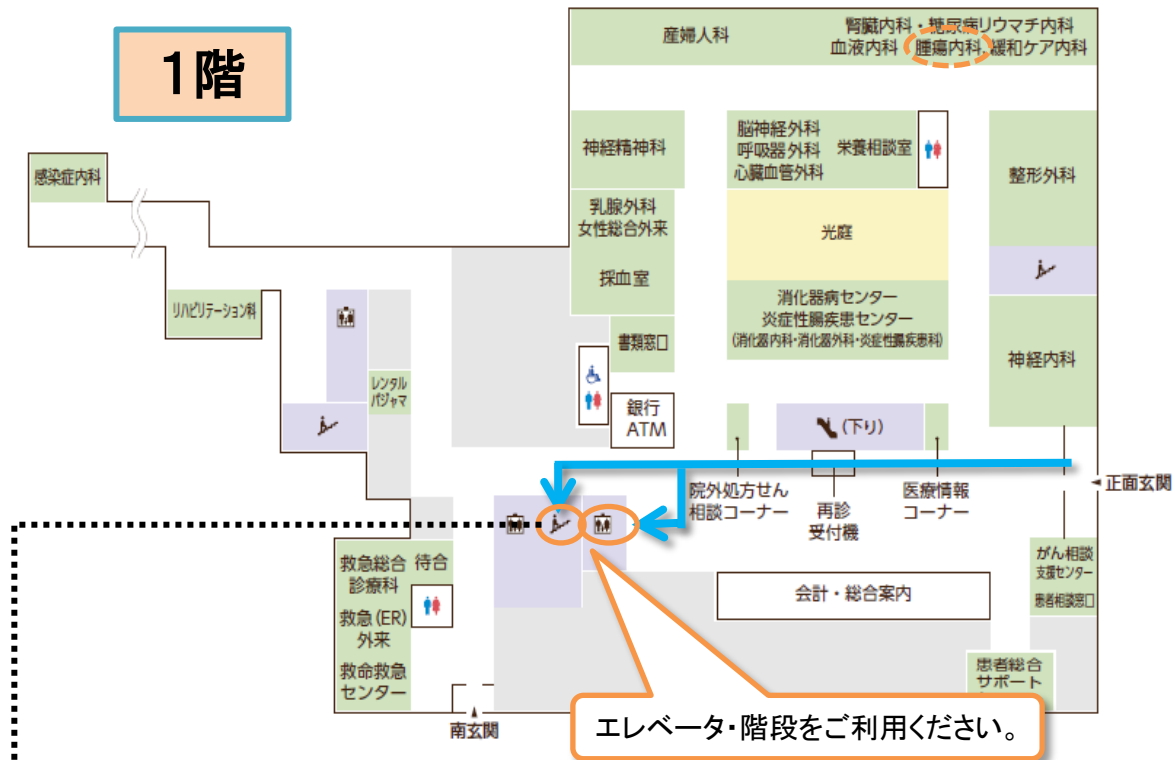 1階
産婦人科
腎臓内科・糖尿病リウマチ内科
血液内科・腫瘍内科・緩和ケア内科
神経精神科
脳神経外科
呼吸器外科
心臓血管外科
栄養相談室
整形外科
感染症内科
乳腺外科
女性総合外来
採血室
光庭
リハビリテーション科
消化器病センター
炎症性腸疾患センター
(消化器内科・消化器外科・炎症性腸疾患科)
書類窓口
神経内科
レンタル
パジャマ
銀行
ATM
(下り)
院外処方せん
相談コーナー
再診
受付機
医療情報
コーナー
正面玄関
救急総合
診療科
待合
救急(ER)
外来
救命救急
センター
がん相談
支援センター
患者相談窓口
会計・総合案内
患者総合
サポート
南玄関
エレベータ・階段をご利用ください。